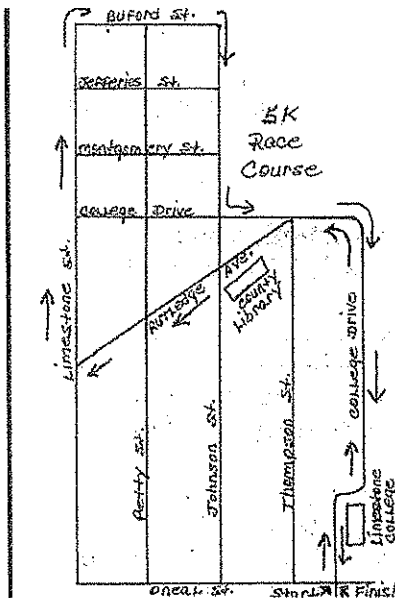 BUFORD St.
Jefferies St.
Montgomery St.
5K
Race
Course
College Drive
Rutledge Ave.
County
Library
Limestone St.
Petty St.
Johnson St.
Thompson St.
College Drive
Limestone
College
Oneal St.
Start
Finish